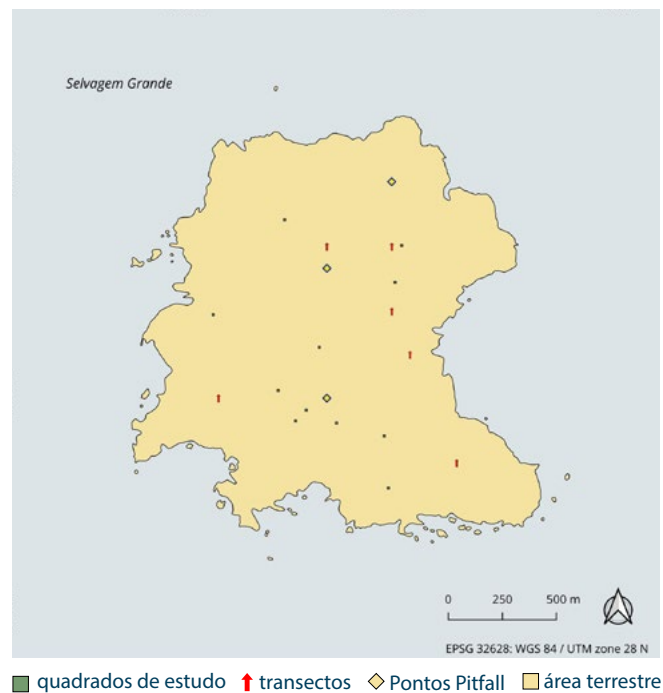 Selvagem Grande
0 250 500 m
EPSG 32628: WGS 84 / UTM zone 28 N
quadrados de estudo transectos Pontos Pitfall área terrestre